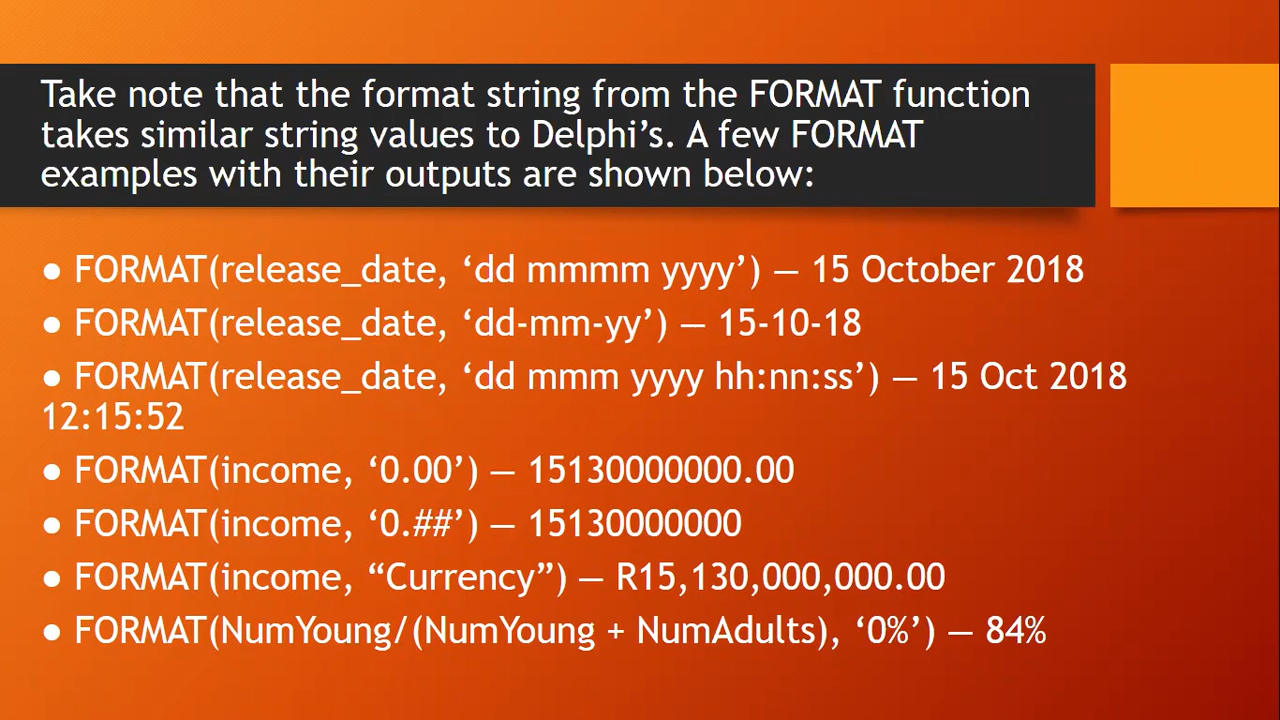 Take note that the format string from the FORMAT function
takes similar string values to Delphi’s. A few FORMAT
examples with their outputs are shown below:
● FORMAT(release_date, ‘dd mmmm yyyy’) — 15 October 2018
● FORMAT(release_date, ‘dd-mm-yy’) — 15-10-18
● FORMAT(release_date, ‘dd mmm yyyy hh:nn:ss’) — 15 Oct 2018
12:15:52
● FORMAT(income, ‘0.00’) — 15130000000.00
● FORMAT(income, ‘0.##’) — 15130000000
● FORMAT(income, “Currency”) — R15,130,000,000.00
● FORMAT(NumYoung/(NumYoung + NumAdults), ‘0%’) — 84%